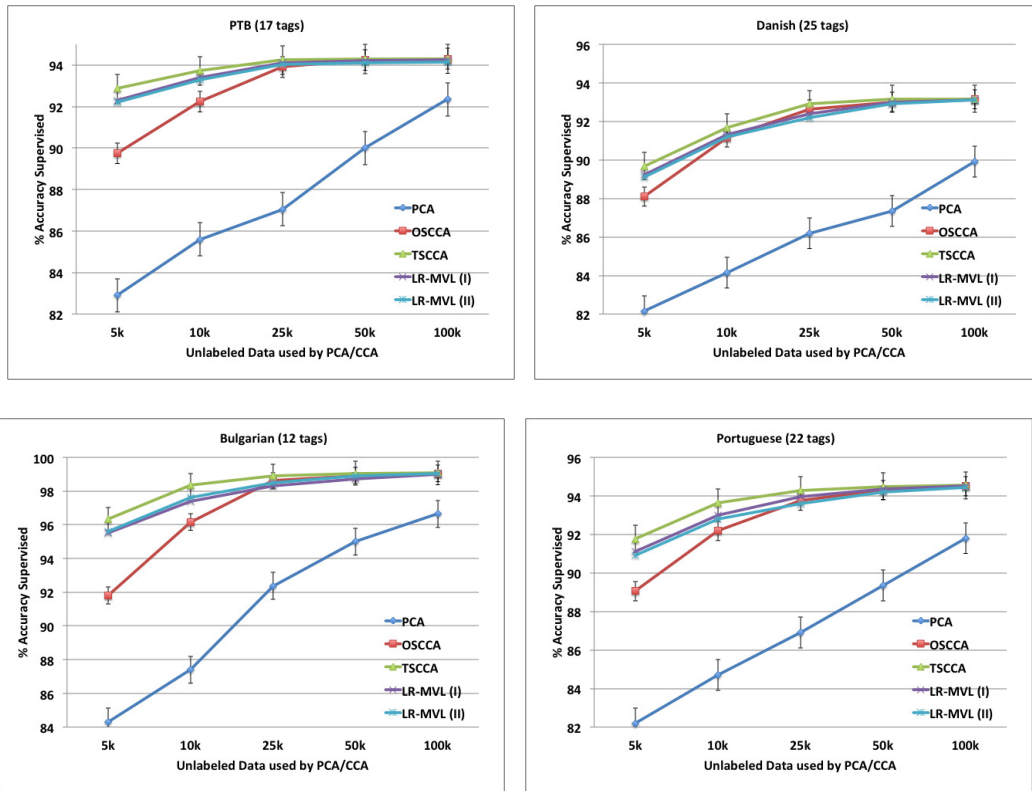 PTB (17 tags)
% Accuracy Supervised
94
92
90
88
86
84
82
5k 10k 25k 50k 100k
Unlabeled Data used by PCA/CCA
PCA
OSCCA
TSCCA
LR-MVL (I)
LR-MVL (II)
Danish (25 tags)
% Accuracy Supervised
96
94
92
90
88
86
84
82
5k 10k 25k 50k 100k
Unlabeled Data used by PCA/CCA
PCA
OSCCA
TSCCA
LR-MVL (I)
LR-MVL (II)
Bulgarian (12 tags)
% Accuracy Supervised
100
98
96
94
92
90
88
86
84
5k 10k 25k 50k 100k
Unlabeled Data used by PCA/CCA
PCA
OSCCA
TSCCA
LR-MVL (I)
LR-MVL (II)
Portuguese (22 tags)
% Accuracy Supervised
96
94
92
90
88
86
84
82
5k 10k 25k 50k 100k
Unlabeled Data used by PCA/CCA
PCA
OSCCA
TSCCA
LR-MVL (I)
LR-MVL (II)